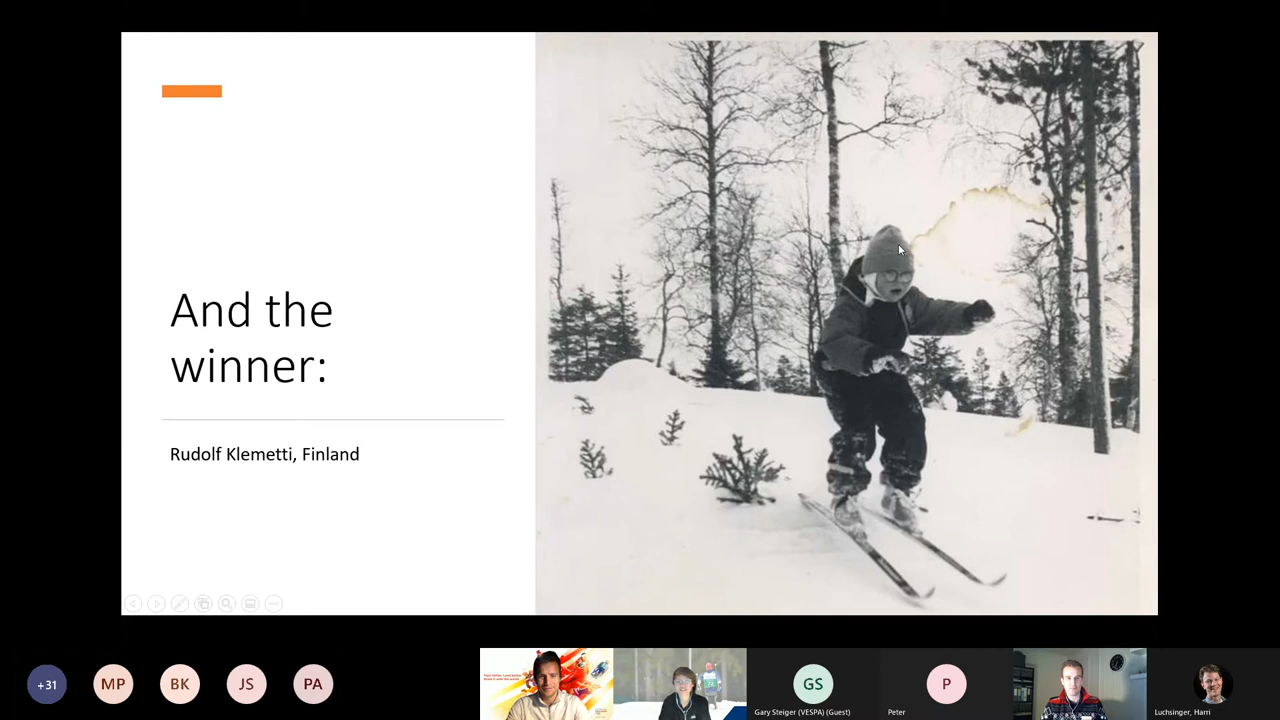 And the
winner:
Rudolf Klemetti, Finland
+31
MP
BK
JS
PA
GS
Gary Steiger (VESPA) (Guest)
P
Peter
Luchsinger, Harri